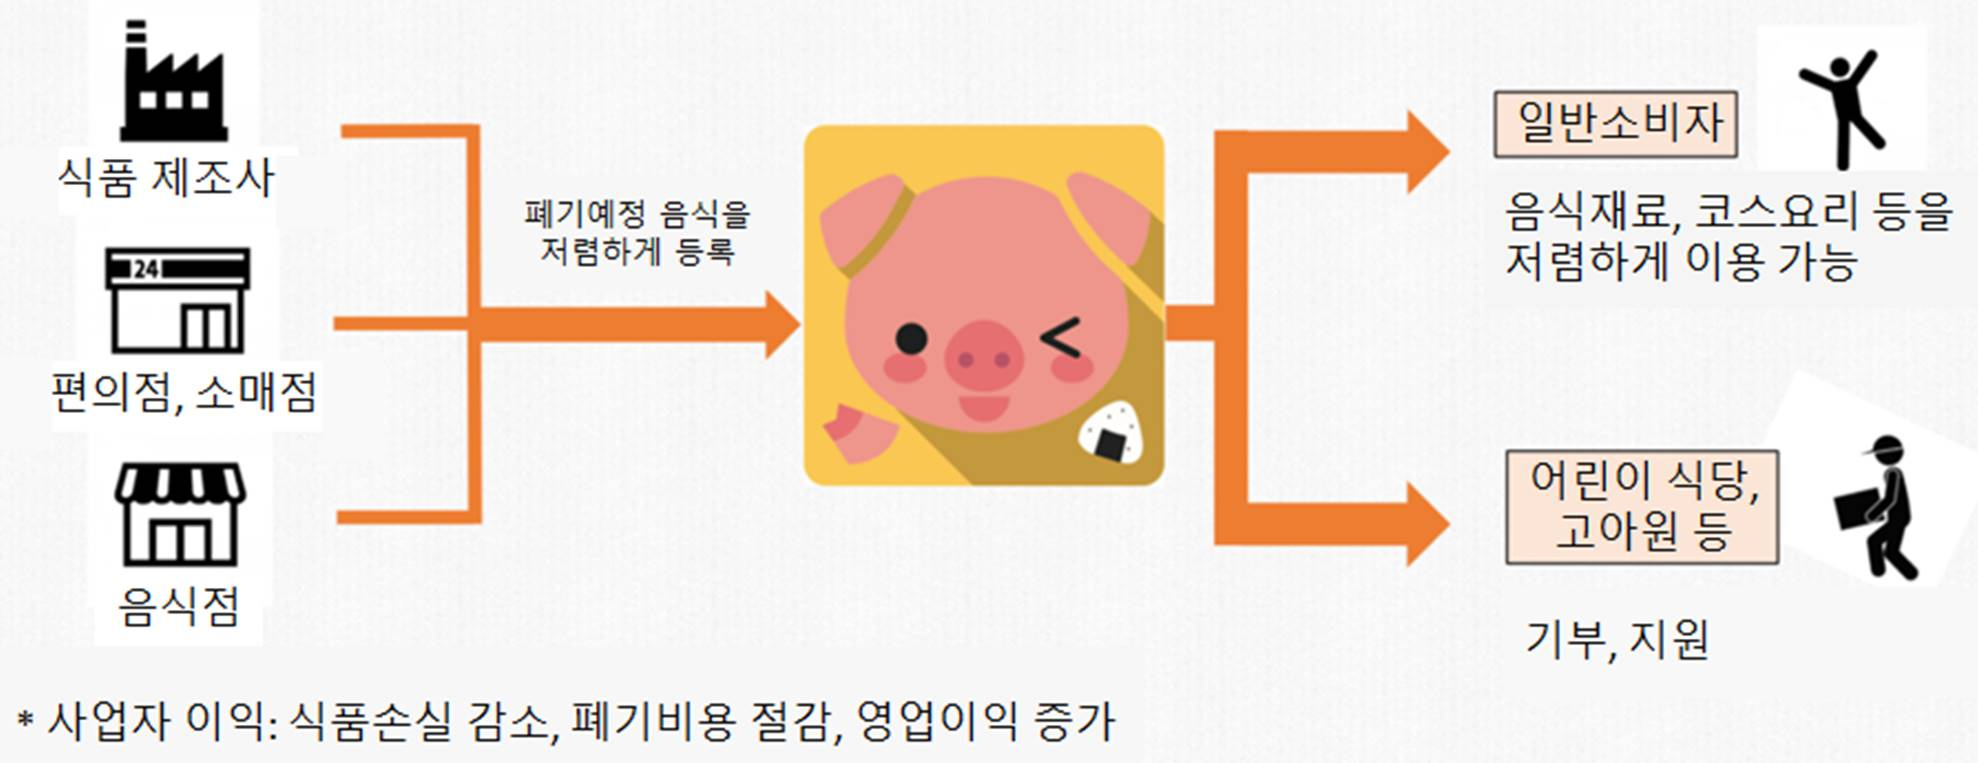 식품 제조사
24
편의점, 소매점
음식점
폐기예정 음식을
저렴하게 등록
일반소비자
음식재료, 코스요리 등을
저렴하게 이용 가능
어린이 식당,
고아원 등
기부, 지원
* 사업자 이익: 식품손실 감소, 폐기비용 절감, 영업이익 증가